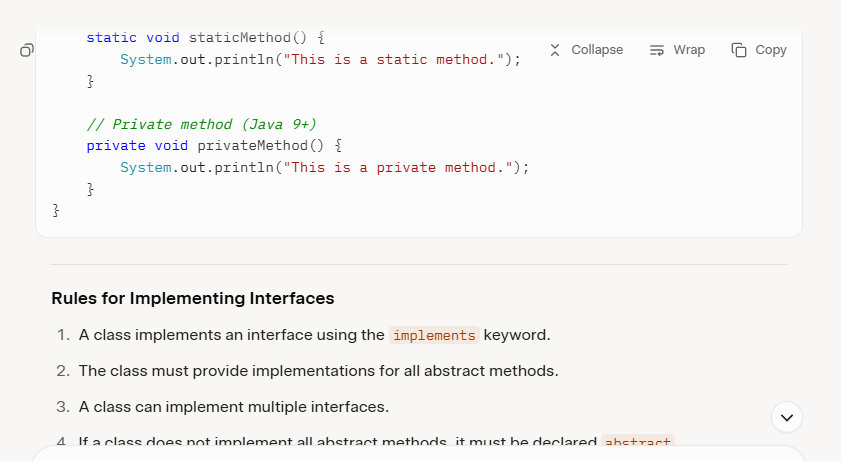 static void staticMethod() {
Collapse
Wrap
Copy
System.out.println("This is a static method.");
}
// Private method (Java 9+)
private void privateMethod() {
System.out.println("This is a private method.");
}
}
Rules for Implementing Interfaces
1. A class implements an interface using the implements keyword.
2. The class must provide implementations for all abstract methods.
3. A class can implement multiple interfaces.
4. If a class does not implement all abstract methods, it must be declared abstract